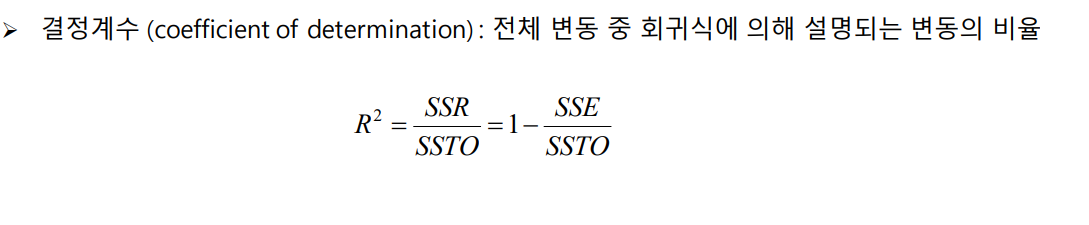 ➢ 결정계수 (coefficient of determination) : 전체 변동 중 회귀식에 의해 설명되는 변동의 비율
R² = SSR/SSTO = 1 − SSE/SSTO